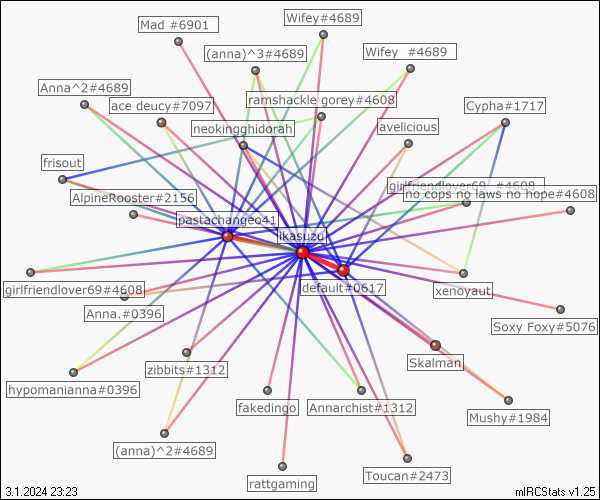 Mad #6901
Wifey#4689
(anna)^3#4689
Wifey  #4689
Anna^2#4689
ace deucy#7097
ramshackle gorey#4608
Cypha#1717
neokingghidorah
avelicious
frisout
girlfriendlover69  #4608
no cops no laws no hope#4608
AlpineRooster#2156
pastachangeo41
ikasuzu
girlfriendlover69#4608
default#0617
xenoyaut
Anna.#0396
Soxy Foxy#5076
Skalman
zibbits#1312
hypomanianna#0396
fakedingo
Annarchist#1312
Mushy#1984
(anna)^2#4689
Toucan#2473
rattgaming
3.1.2024 23:23
mIRCStats v1.25